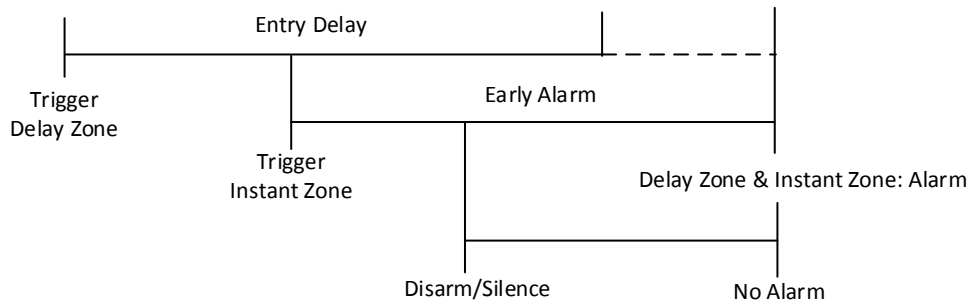 Entry Delay
Trigger
Delay Zone
Early Alarm
Trigger
Instant Zone
Delay Zone & Instant Zone: Alarm
Disarm/Silence
No Alarm